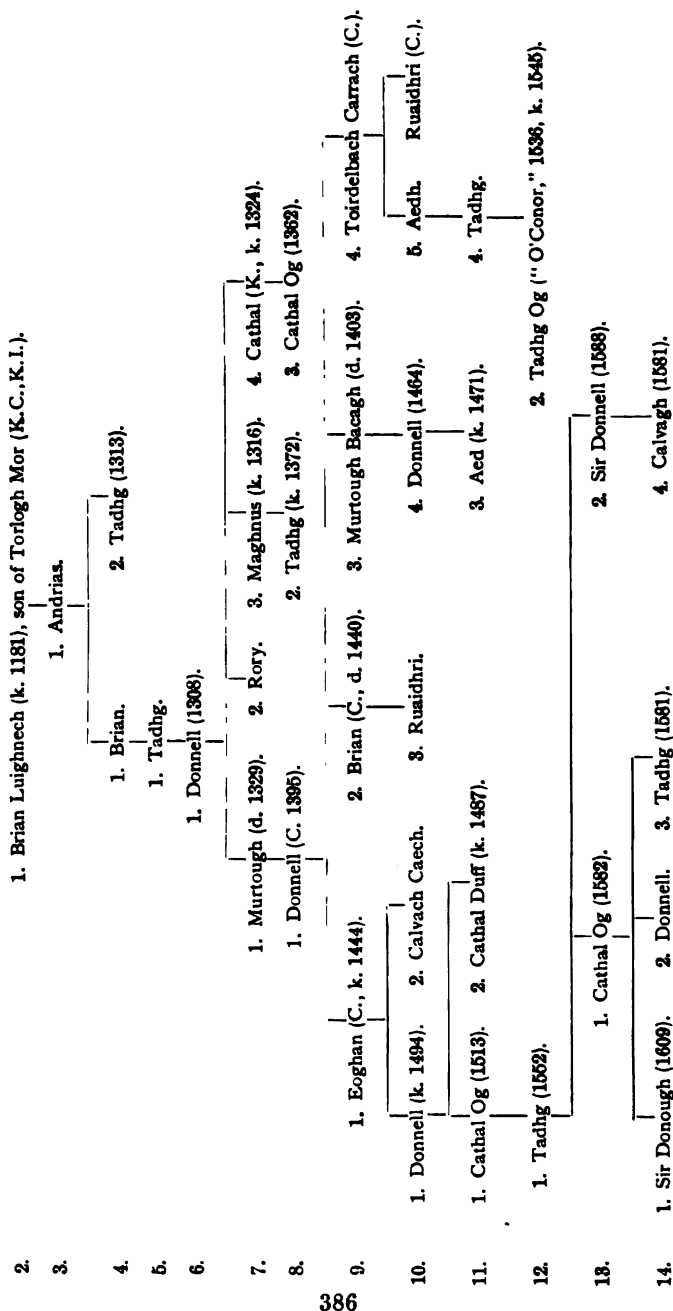 2. 1. Brian Luighnech (k. 1181), son of Torlogh Mor (K.C., K.I.).
3. 1. Andrias.
4. 1. Brian. 2. Tadhg (1313).
5. 1. Tadhg.
6. 1. Donnell (1308).
7. 1. Murtough (d. 1329). 2. Rory. 3. Maghnus (k. 1316). 4. Cathal (K., k. 1324).
8. 1. Donnell (C. 1395). 2. Tadhg (k. 1372). 3. Cathal Og (1362).
9. 1. Eoghan (C., k. 1444). 2. Brian (C., d. 1440). 3. Murtough Bacagh (d. 1403). 4. Toirdelbach Carrach (C.).
10. 1. Donnell (k. 1494). 2. Calvach Caech. 3. Ruaidhri. 4. Donnell (1464). 5. Aedh. Ruaidhri (C.).
11. 1. Cathal Og (1513). 2. Cathal Duff (k. 1487). 3. Aed (k. 1471). 4. Tadhg.
12. 1. Tadhg (1552). 2. Tadhg Og ("O'Conor," 1536, k. 1545).
13. 1. Cathal Og (1582). 2. Sir Donnell (1588).
14. 1. Sir Donough (1609). 2. Donnell. 3. Tadhg (1581). 4. Calvagh (1581).
386